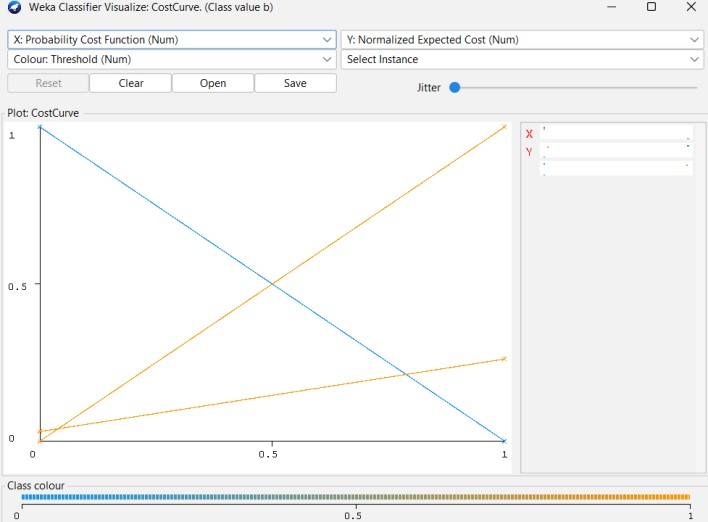 Weka Classifier Visualize: CostCurve. (Class value b)
X: Probability Cost Function (Num)
Y: Normalized Expected Cost (Num)
Colour: Threshold (Num)
Select Instance
Reset
Clear
Open
Save
Jitter
Plot: CostCurve
1
0.5
0
0
0.5
1
X
Y
Class colour
0
0.5
1